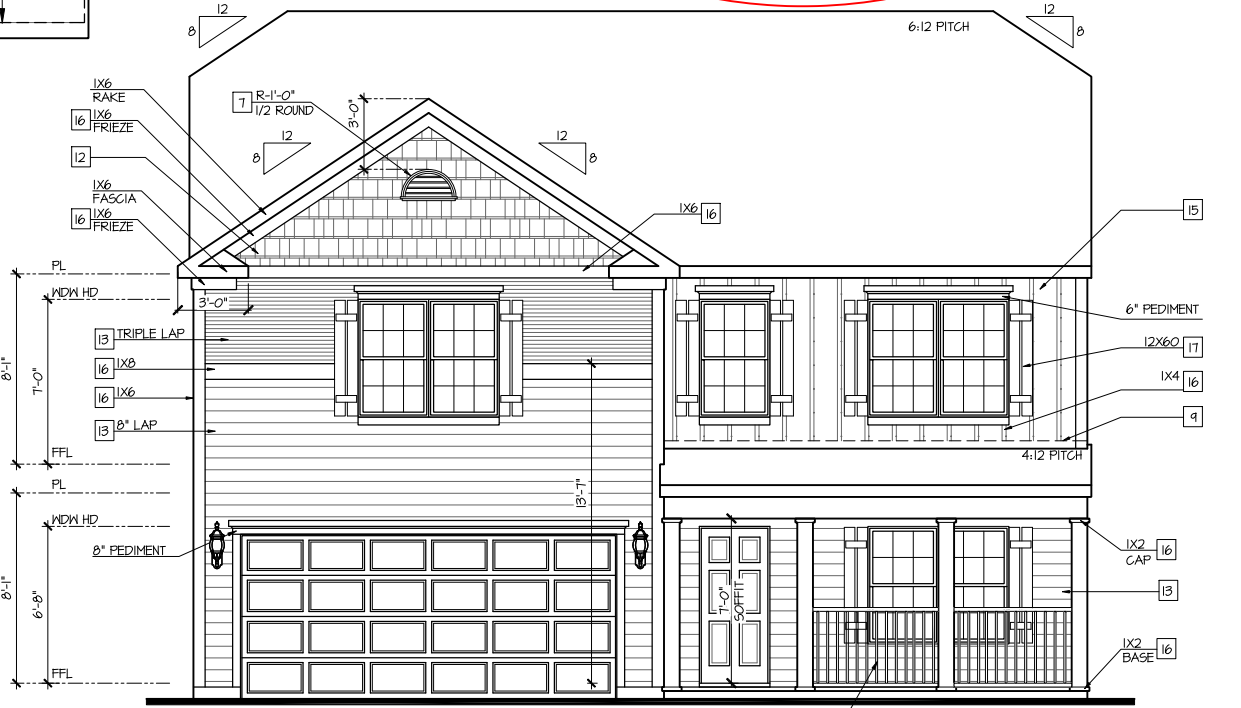 12
8
12
8
6:12 PITCH
1X6
RAKE
7
R-1'-0"
1/2 ROUND
3'-0"
16
1X6
FRIEZE
12
8
12
8
12
1X6
FASCIA
16
1X6
FRIEZE
1X6
16
15
PL
WDW HD
3'-0"
6" PEDIMENT
13
TRIPLE LAP
12X60
17
16
1X8
8'-1"
7'-0"
1X4
16
16
1X6
9
13
8" LAP
FFL
4:12 PITCH
PL
13'-7"
WDW HD
8" PEDIMENT
1X2
CAP
16
8'-1"
6'-8"
7'-0"
SOFFIT
13
1X2
BASE
16
FFL